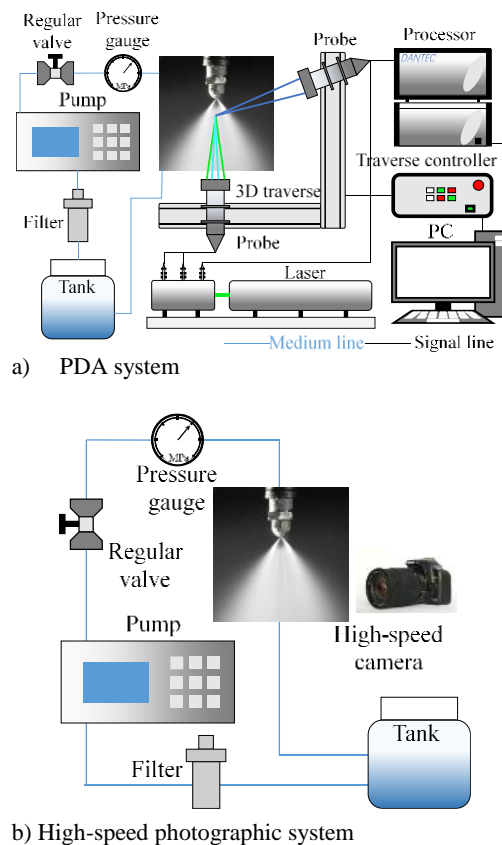 Regular
valve
Pressure
gauge
MPa
Probe
Processor
DANTEC
Pump
Traverse controller
3D traverse
Filter
Probe
PC
Tank
Laser
Medium line
Signal line
a) PDA system
MPa
Pressure
gauge
Regular
valve
Pump
High-speed
camera
Tank
Filter
b) High-speed photographic system